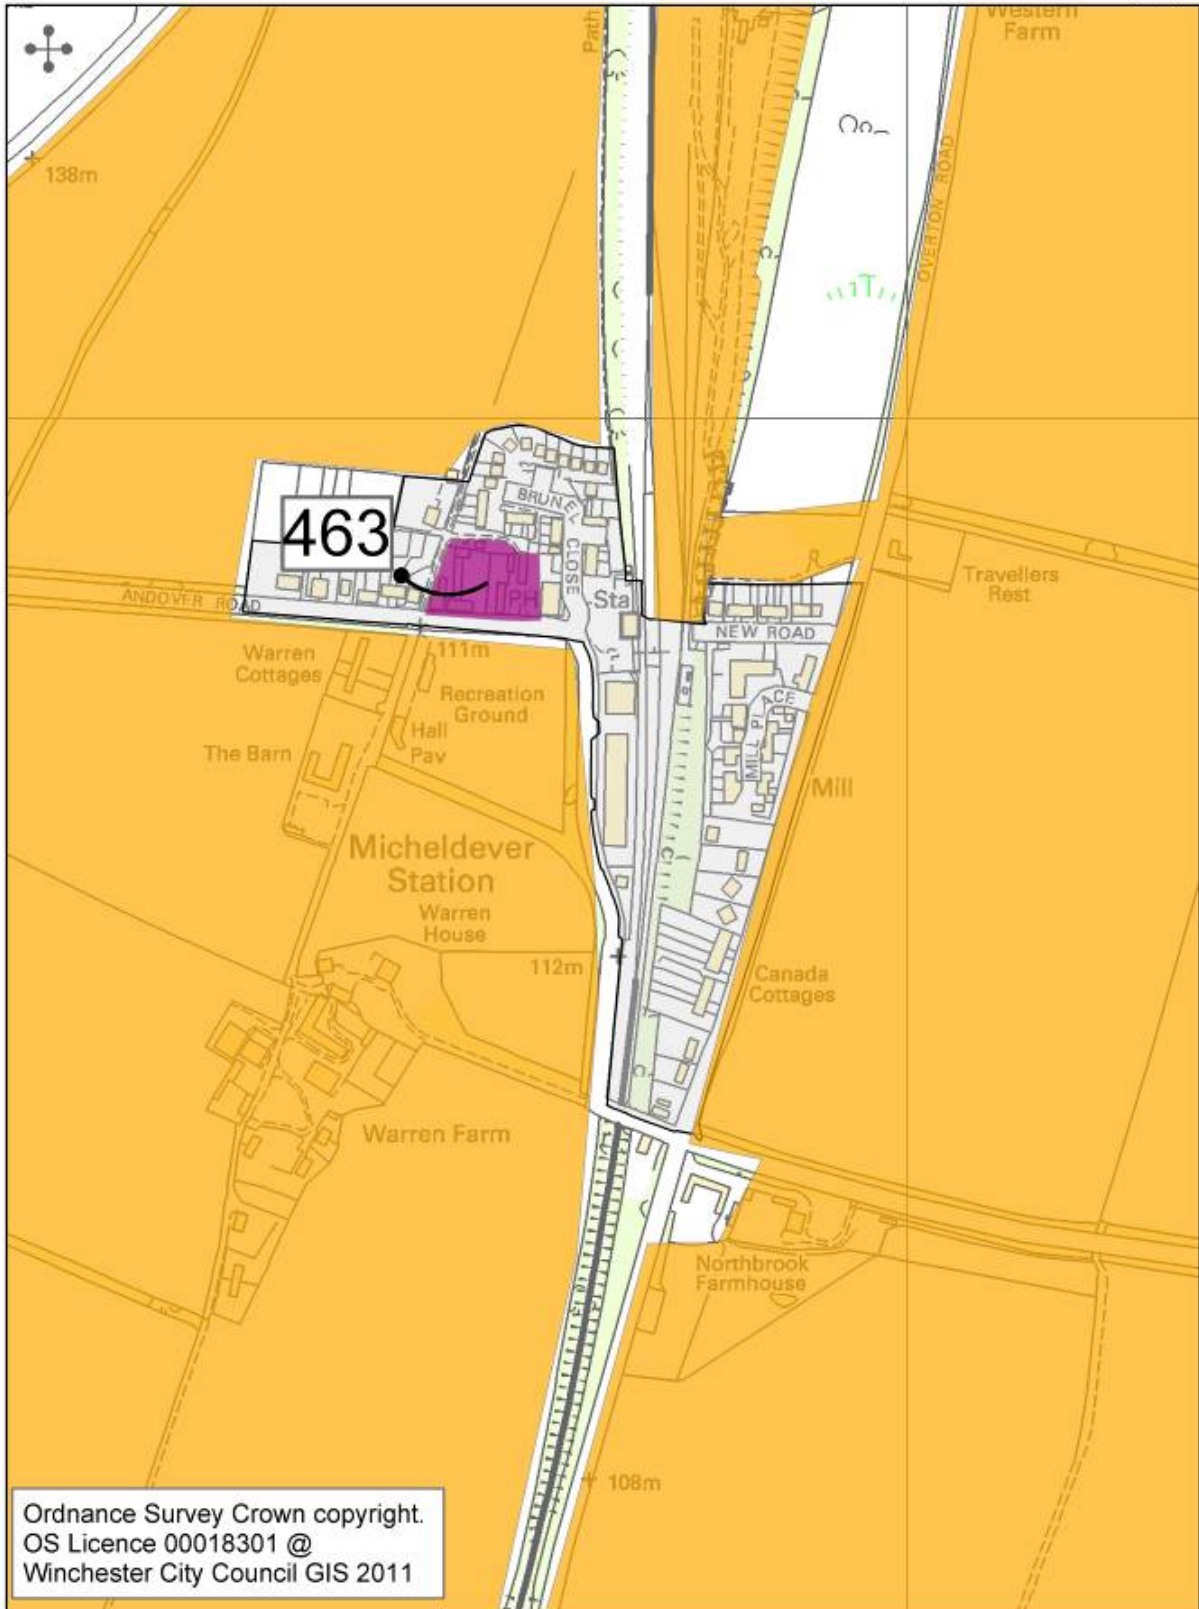 Western
Farm
Path
138m
OVERTON ROAD
BRUNEL CLOSE
463
Travellers
Rest
ANDOVER ROAD
PH
Sta
NEW ROAD
111m
Warren
Cottages
Recreation
Ground
MILL PLACE
Hall
Pav
The Barn
Mill
Micheldever
Station
Warren
House
112m
Canada
Cottages
Warren Farm
Northbrook
Farmhouse
108m
Ordnance Survey Crown copyright.
OS Licence 00018301 @
Winchester City Council GIS 2011